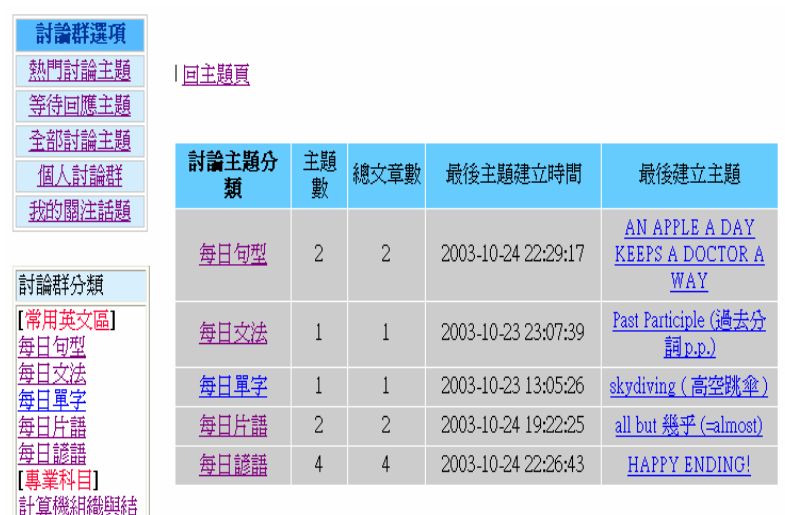 討論群選項
熱門討論主題
等待回應主題
全部討論主題
個人討論群
我的關注話題
討論群分類
[常用英文區]
每日句型
每日文法
每日單字
每日片語
每日諺語
[專業科目]
計算機組織與結
| 回主題頁
討論主題分
類
主題
數
總文章數
最後主題建立時間
最後建立主題
每日句型
2
2
2003-10-24 22:29:17
AN APPLE A DAY
KEEPS A DOCTOR A
WAY
每日文法
1
1
2003-10-23 23:07:39
Past Participle (過去分
詞p.p.)
每日單字
1
1
2003-10-23 13:05:26
skydiving ( 高空跳傘 )
每日片語
2
2
2003-10-24 19:22:25
all but 幾乎 (=almost)
每日諺語
4
4
2003-10-24 22:26:43
HAPPY ENDING!